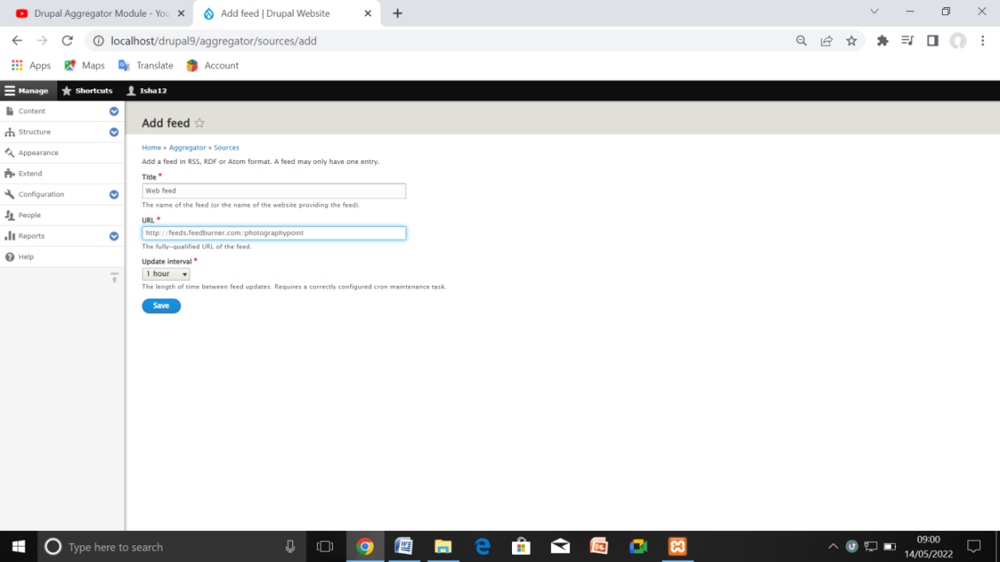 Drupal Aggregator Module - You
Add feed | Drupal Website
localhost/drupal9/aggregator/sources/add
Apps Maps Translate Account
Manage Shortcuts Isha12
Content
Structure
Appearance
Extend
Configuration
People
Reports
Help
Add feed
Home » Aggregator » Sources
Add a feed in RSS, RDF or Atom format. A feed may only have one entry.
Title *
Web feed
The name of the feed (or the name of the website providing the feed).
URL *
http://feeds.feedburner.com/photographypoint
The fully-qualified URL of the feed.
Update interval *
1 hour
The length of time between feed updates. Requires a correctly configured cron maintenance task.
Save
Type here to search
09:00
14/05/2022